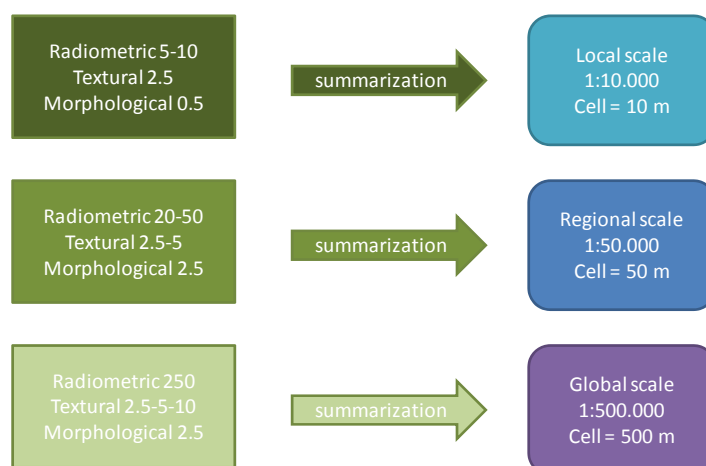 Radiometric 5-10
Textural 2.5
Morphological 0.5
summarization
Local scale
1:10.000
Cell = 10 m
Radiometric 20-50
Textural 2.5-5
Morphological 2.5
summarization
Regional scale
1:50.000
Cell = 50 m
Radiometric 250
Textural 2.5-5-10
Morphological 2.5
summarization
Global scale
1:500.000
Cell = 500 m